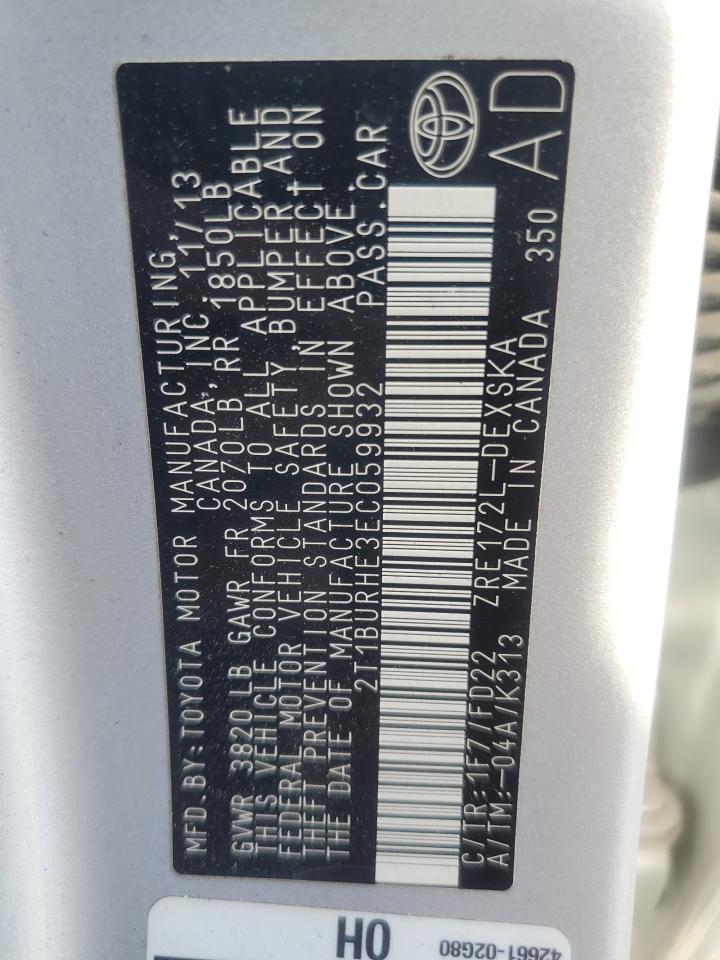 MFD.BY:TOYOTA MOTOR MANUFACTURING,
CANADA, INC. 11/13
GVWR 3820LB GAWR FR 2070LB RR 1850LB
THIS VEHICLE CONFORMS TO ALL APPLICABLE
FEDERAL MOTOR VEHICLE SAFETY, BUMPER AND
THEFT PREVENTION STANDARDS IN EFFECT ON
THE DATE OF MANUFACTURE SHOWN ABOVE.
2T1BURHE3EC059932 PASS.CAR
C/TR:1F7/FD22 ZRE172L-DEXSKA
A/TM:-04A/K313 MADE IN CANADA 350
AD
OH
42661-02G80